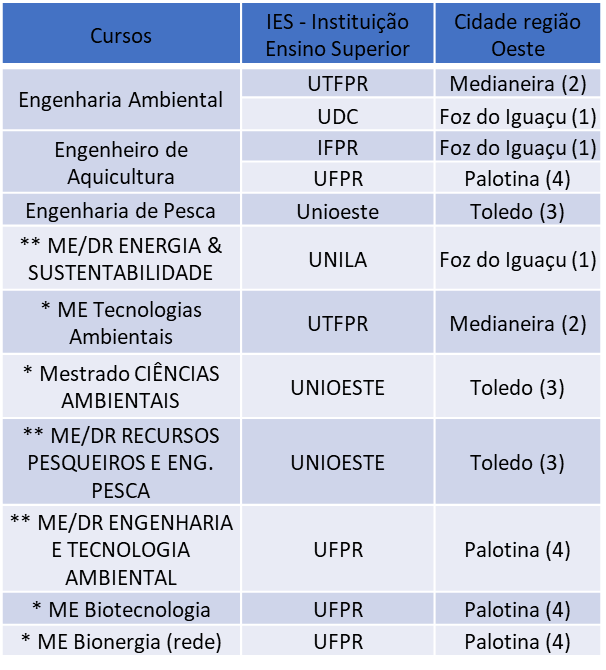 Cursos
IES - Instituição
Ensino Superior
Cidade região
Oeste
Engenharia Ambiental
UTFPR
Medianeira (2)
UDC
Foz do Iguaçu (1)
Engenheiro de
Aquicultura
IFPR
Foz do Iguaçu (1)
UFPR
Palotina (4)
Engenharia de Pesca
Unioeste
Toledo (3)
** ME/DR ENERGIA &
SUSTENTABILIDADE
UNILA
Foz do Iguaçu (1)
* ME Tecnologias
Ambientais
UTFPR
Medianeira (2)
* Mestrado CIÊNCIAS
AMBIENTAIS
UNIOESTE
Toledo (3)
** ME/DR RECURSOS
PESQUEIROS E ENG.
PESCA
UNIOESTE
Toledo (3)
** ME/DR ENGENHARIA
E TECNOLOGIA
AMBIENTAL
UFPR
Palotina (4)
* ME Biotecnologia
UFPR
Palotina (4)
* ME Bionergia (rede)
UFPR
Palotina (4)